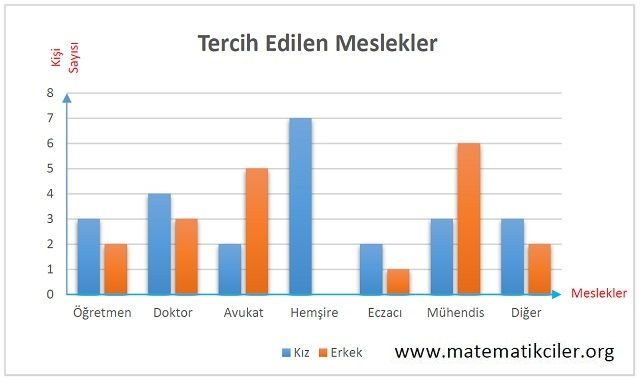 Tercih Edilen Meslekler
Kişi
Sayısı
8
7
6
5
4
3
2
1
0
Öğretmen Doktor Avukat Hemşire Eczacı Mühendis Diğer
Meslekler
Kız Erkek
www.matematikciler.org